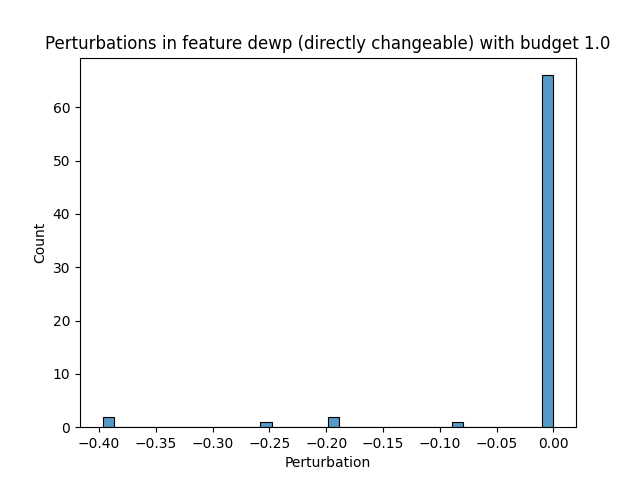 Perturbations in feature dewp (directly changeable) with budget 1.0
60
50
40
30
20
10
0
Count
−0.40 −0.35 −0.30 −0.25 −0.20 −0.15 −0.10 −0.05 0.00
Perturbation